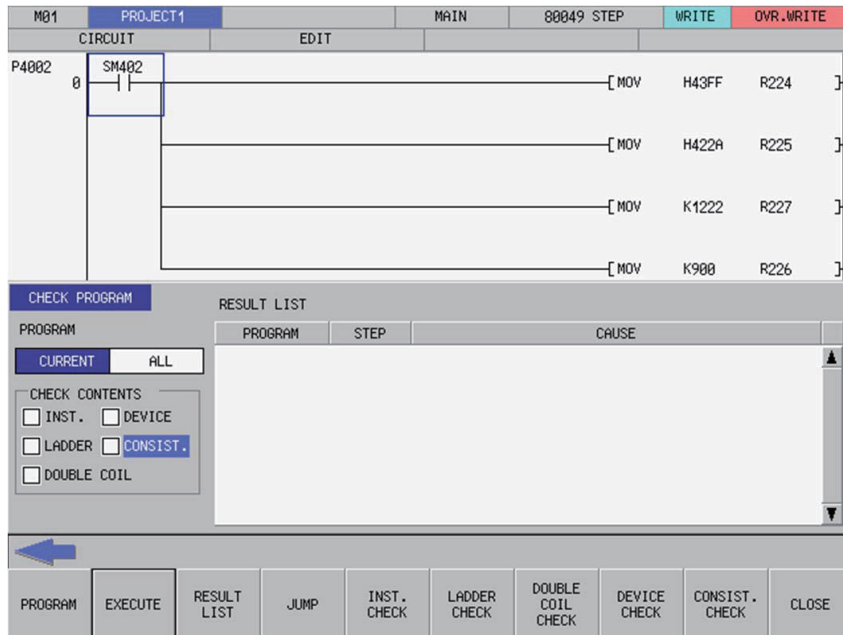 M01 PROJECT1 MAIN 80049 STEP WRITE OVR.WRITE
CIRCUIT EDIT
P4002 SM402
0 [ MOV H43FF R224 ]
[ MOV H422A R225 ]
[ MOV K1222 R227 ]
[ MOV K900 R226 ]
CHECK PROGRAM
RESULT LIST
PROGRAM
PROGRAM STEP CAUSE
CURRENT ALL
CHECK CONTENTS
INST. DEVICE
LADDER CONSIST.
DOUBLE COIL
PROGRAM EXECUTE RESULT LIST JUMP INST. CHECK LADDER CHECK DOUBLE COIL CHECK DEVICE CHECK CONSIST. CHECK CLOSE